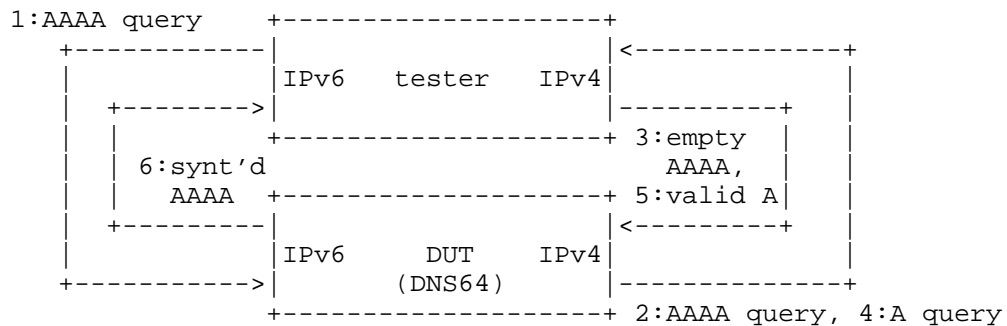 1:AAAA query
IPv6 tester IPv4
3:empty
6:synt'd AAAA,
AAAA 5:valid A
IPv6 DUT IPv4
(DNS64)
2:AAAA query, 4:A query